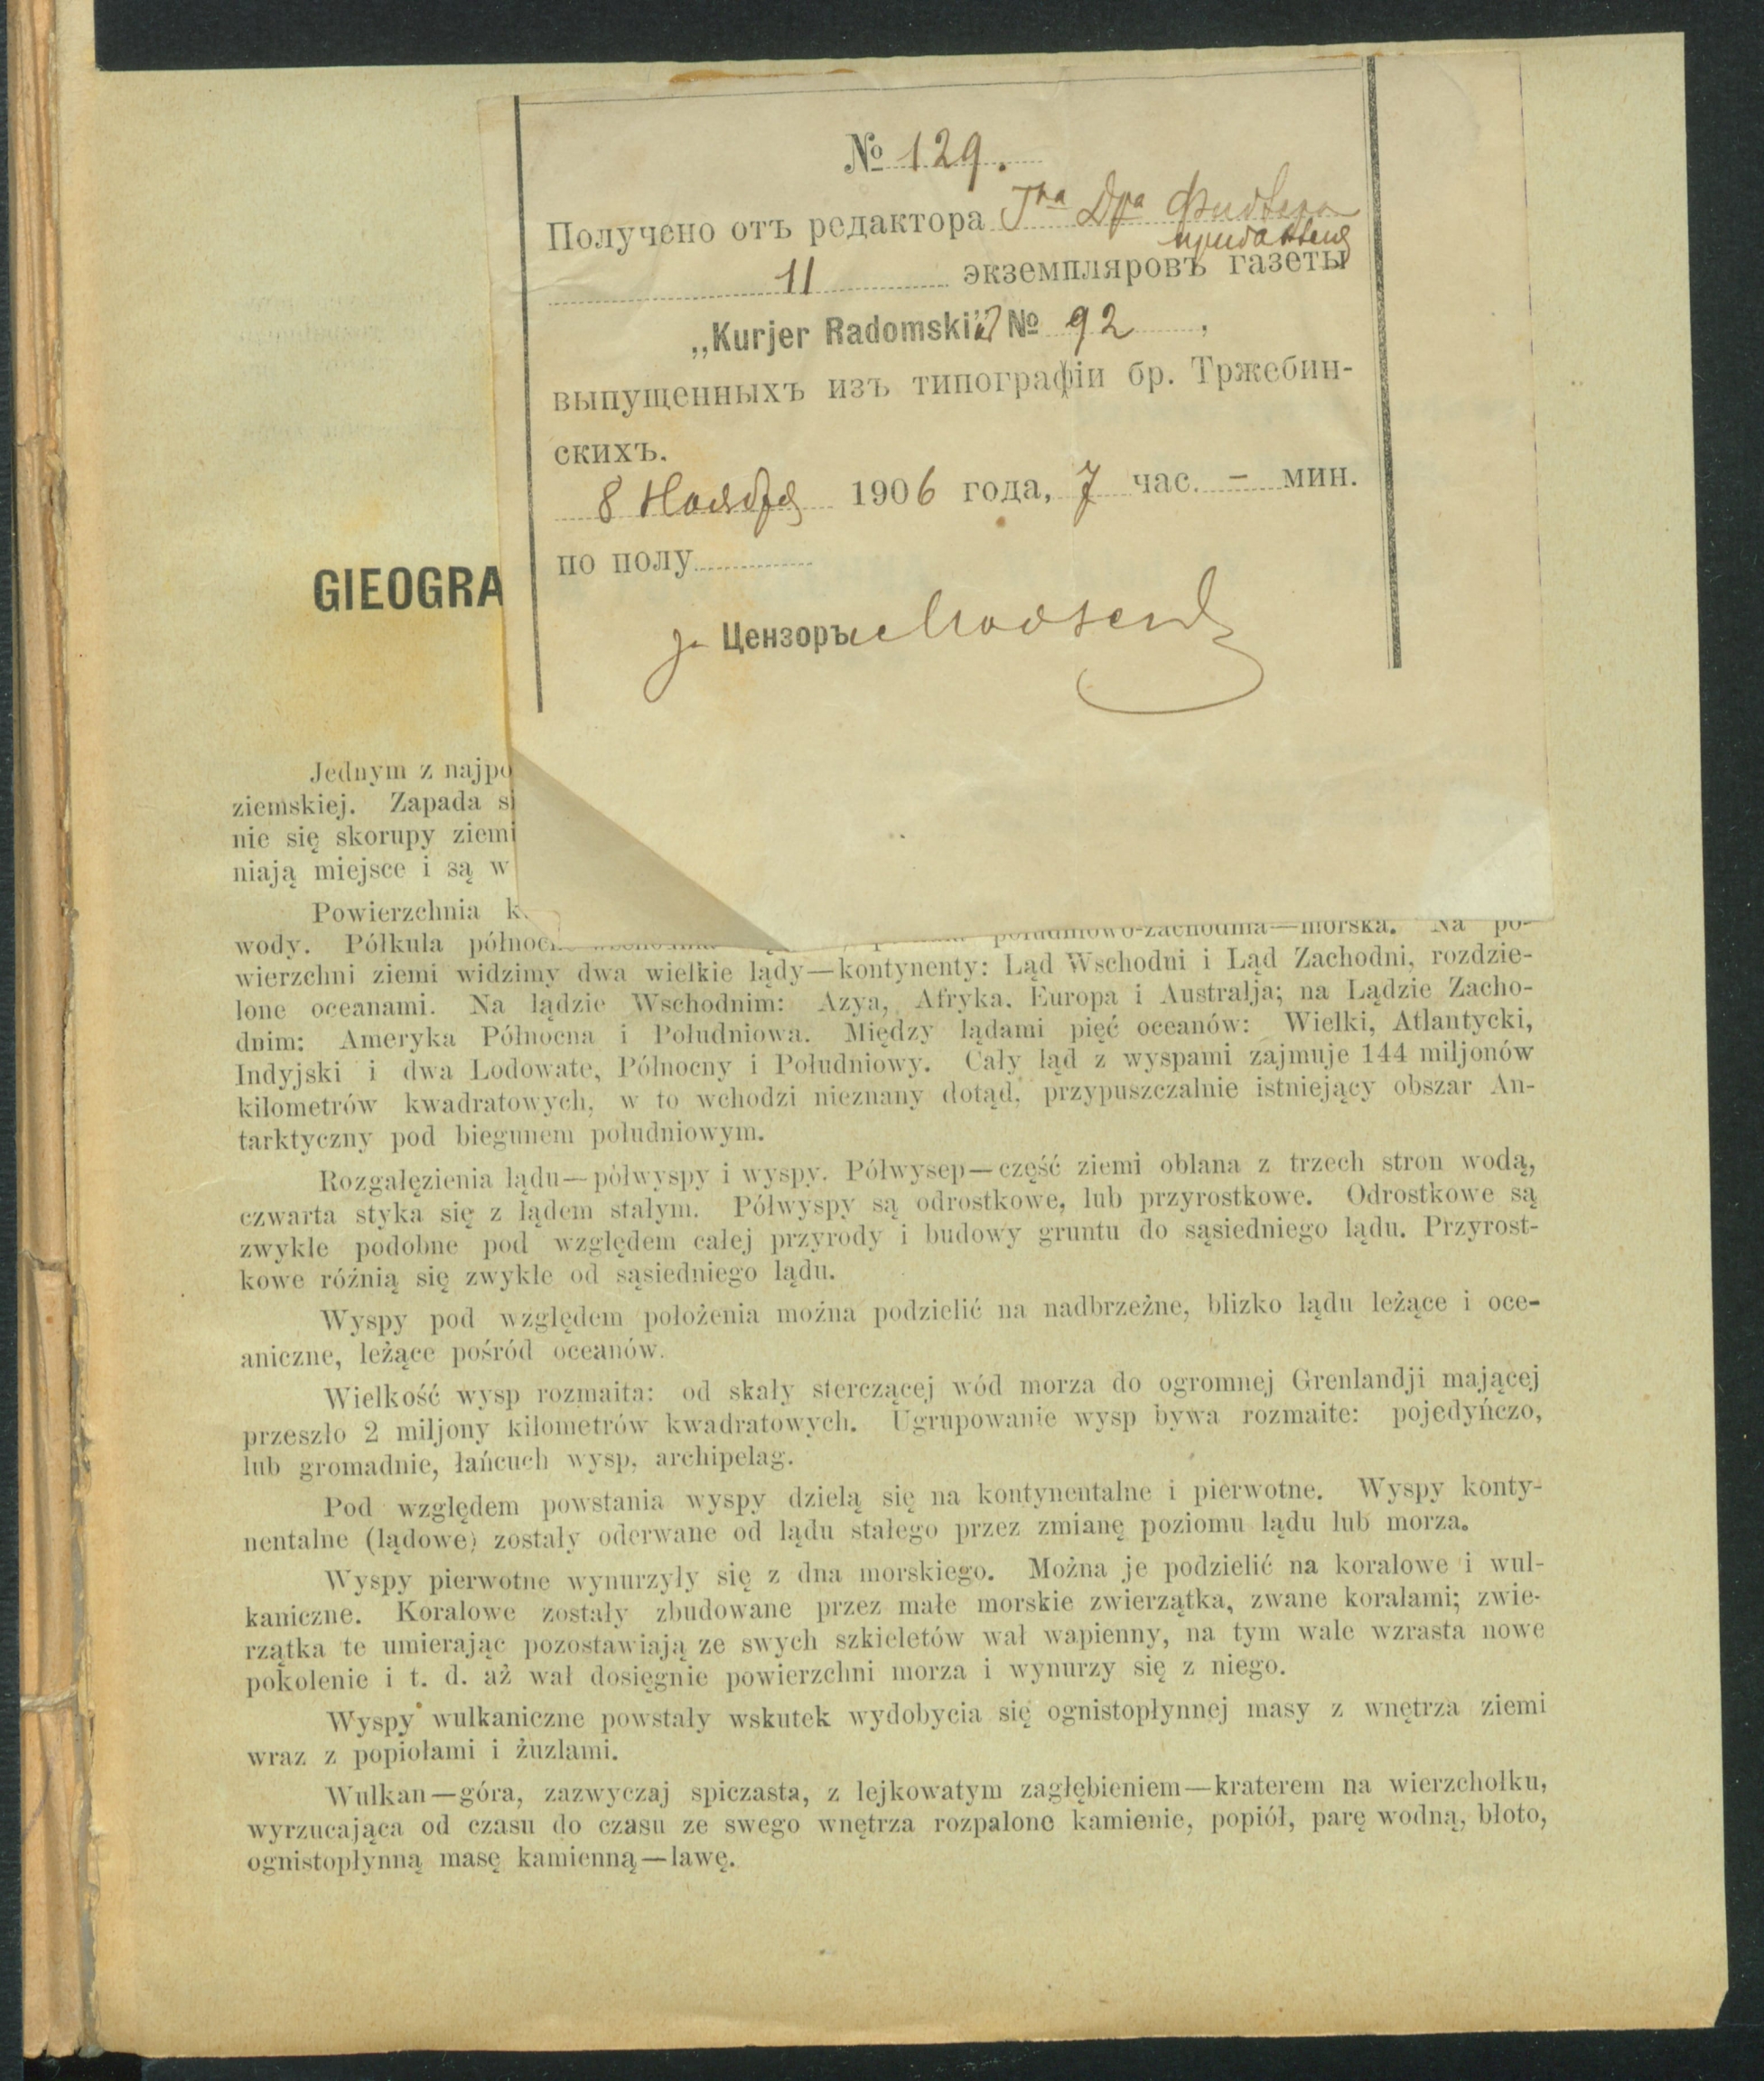 № 129.
Получено отъ редактора Гна Дра
11 экземпляровъ газеты
„Kurjer Radomski” № 92,
выпущенныхъ изъ типографіи бр. Тржебин-
скихъ.
8 Ноября 1906 года, 7 час. – мин.
по полу
за Цензоръ
GIEOGRA
Jednym z najpo
ziemskiej. Zapada si
nie się skorupy ziemi
niają miejsce i są w
Powierzchnia k
wody. Półkula północ południowo-zachodnia—morska. Na po-
wierzchni ziemi widzimy dwa wielkie lądy—kontynenty: Ląd Wschodni i Ląd Zachodni, rozdzie-
lone oceanami. Na lądzie Wschodnim: Azya, Afryka, Europa i Australja; na Lądzie Zacho-
dnim: Ameryka Północna i Południowa. Między lądami pięć oceanów: Wielki, Atlantycki,
Indyjski i dwa Lodowate, Północny i Południowy. Cały ląd z wyspami zajmuje 144 miljonów
kilometrów kwadratowych, w to wchodzi nieznany dotąd, przypuszczalnie istniejący obszar An-
tarktyczny pod biegunem południowym.
Rozgałęzienia lądu—półwyspy i wyspy. Półwysep—część ziemi oblana z trzech stron wodą,
czwarta styka się z lądem stałym. Półwyspy są odrostkowe, lub przyrostkowe. Odrostkowe są
zwykle podobne pod względem całej przyrody i budowy gruntu do sąsiedniego lądu. Przyrost-
kowe różnią się zwykle od sąsiedniego lądu.
Wyspy pod względem położenia można podzielić na nadbrzeżne, blizko lądu leżące i oce-
aniczne, leżące pośród oceanów.
Wielkość wysp rozmaita: od skały sterczącej wód morza do ogromnej Grenlandji mającej
przeszło 2 miljony kilometrów kwadratowych. Ugrupowanie wysp bywa rozmaite: pojedyńczo,
lub gromadnie, łańcuch wysp, archipelag.
Pod względem powstania wyspy dzielą się na kontynentalne i pierwotne. Wyspy konty-
nentalne (lądowe) zostały oderwane od lądu stałego przez zmianę poziomu lądu lub morza.
Wyspy pierwotne wynurzyły się z dna morskiego. Można je podzielić na koralowe i wul-
kaniczne. Koralowe zostały zbudowane przez małe morskie zwierzątka, zwane koralami; zwie-
rzątka te umierając pozostawiają ze swych szkieletów wał wapienny, na tym wale wzrasta nowe
pokolenie i t. d. aż wał dosięgnie powierzchni morza i wynurzy się z niego.
Wyspy wulkaniczne powstały wskutek wydobycia się ognistopłynnej masy z wnętrza ziemi
wraz z popiołami i żuzlami.
Wulkan—góra, zazwyczaj spiczasta, z lejkowatym zagłębieniem—kraterem na wierzchołku,
wyrzucająca od czasu do czasu ze swego wnętrza rozpalone kamienie, popiół, parę wodną, błoto,
ognistopłynną masę kamienną—lawę.